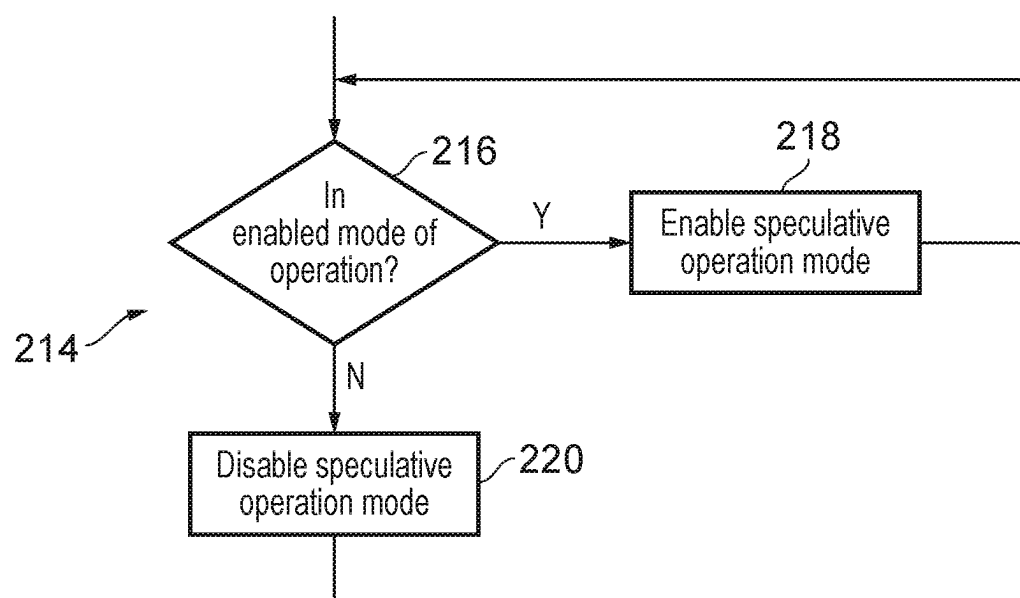 216
218
In
enabled mode of
operation?
Y
Enable speculative
operation mode
214
N
Disable speculative
operation mode
220